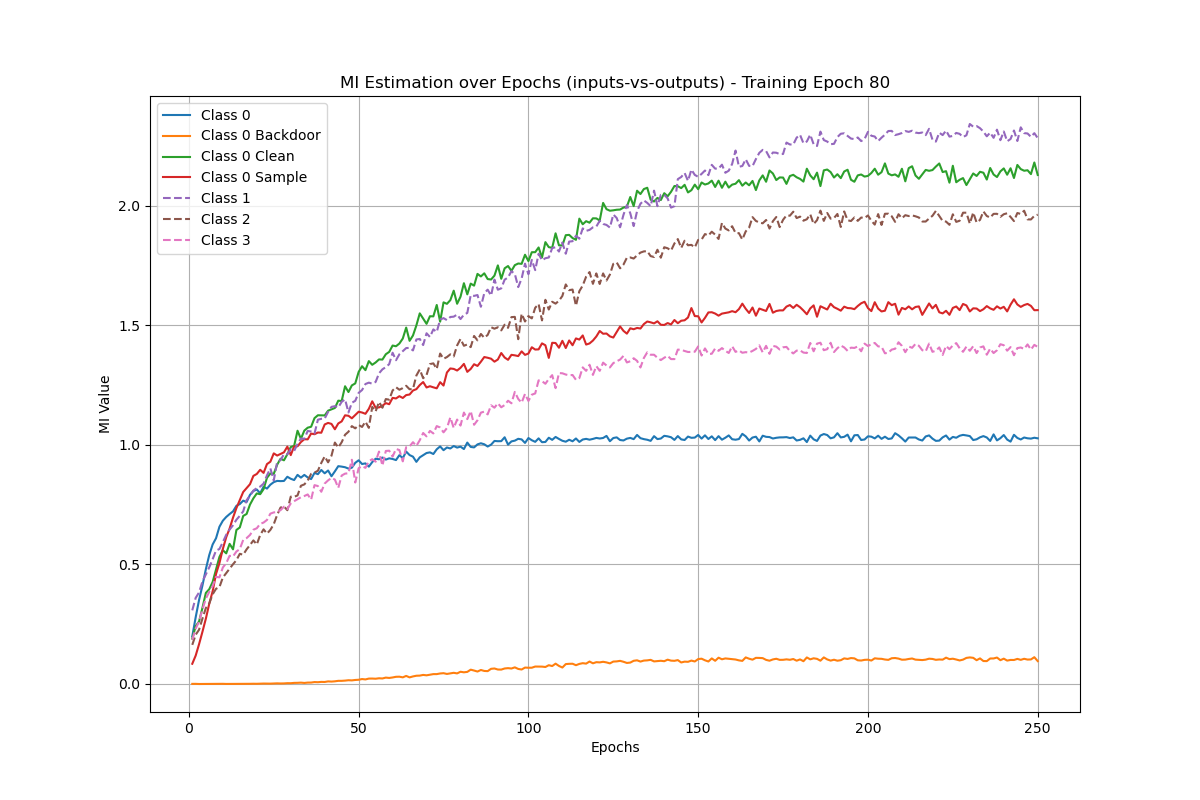 MI Estimation over Epochs (inputs-vs-outputs) - Training Epoch 80
Class 0
Class 0 Backdoor
Class 0 Clean
Class 0 Sample
Class 1
Class 2
Class 3
MI Value
2.0
1.5
1.0
0.5
0.0
0 50 100 150 200 250
Epochs